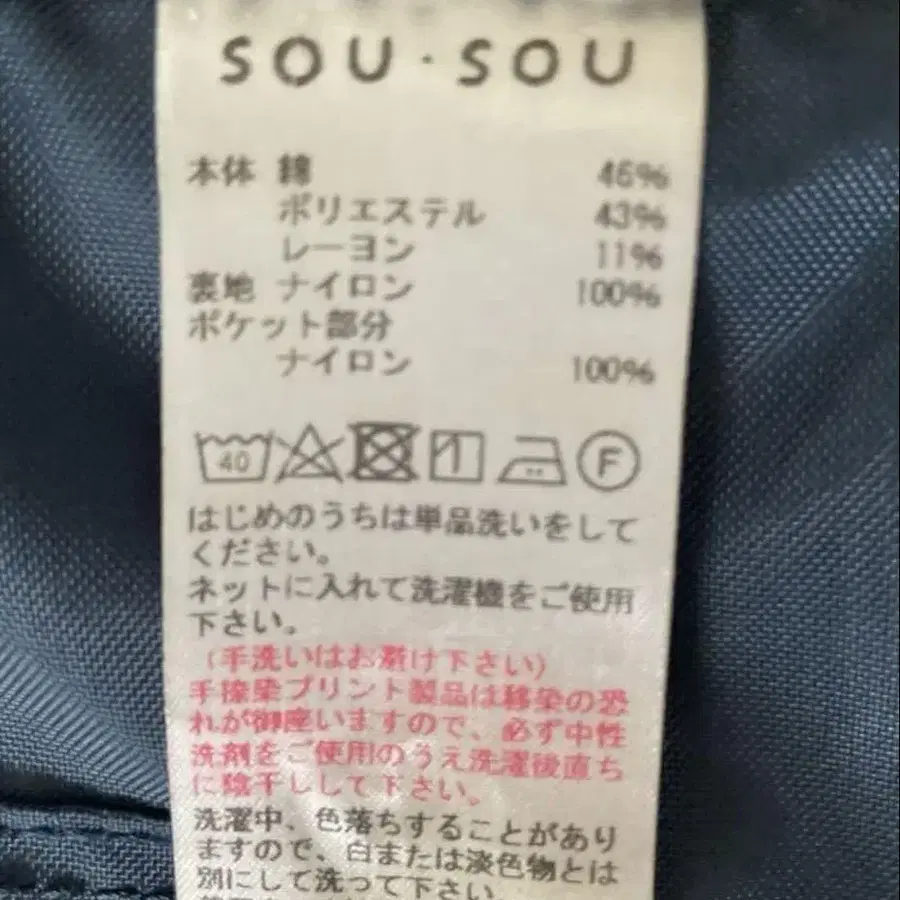 SOU・SOU
本体 綿 46%
ポリエステル 43%
レーヨン 11%
裏地 ナイロン 100%
ポケット部分
ナイロン 100%
40 F
はじめのうちは単品洗いをして
ください。
ネットに入れて洗濯機をご使用
下さい。
(手洗いはお避け下さい)
手捺染プリント製品は移染の恐
れが御座いますので、必ず中性
洗剤をご使用のうえ洗濯後直ち
に陰干しして下さい。
洗濯中、色落ちすることがあり
ますので、白または淡色物とは
別にして洗って下さい